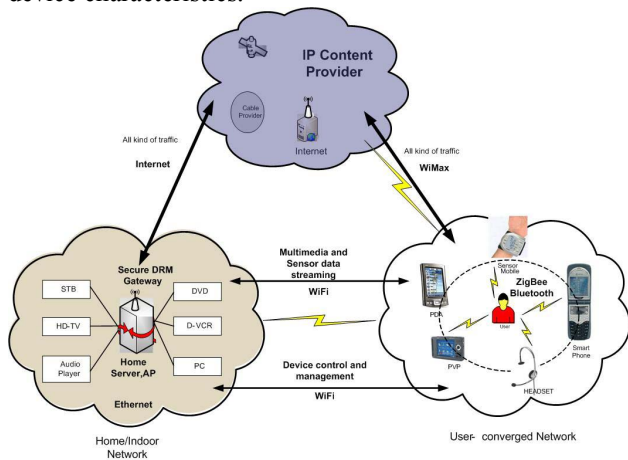 device characteristics.
IP Content
Provider
Cable
Provider
Internet
All kind of traffic
Internet
All kind of traffic
WiMax
Secure DRM
Gateway
STB
DVD
HD-TV
D-VCR
Audio
Player
PC
Home
Server,AP
Ethernet
Home/Indoor
Network
Multimedia and
Sensor data
streaming
WiFi
Device control and
management
WiFi
Sensor
Mobile
ZigBee
Bluetooth
PDA
User
Smart
Phone
PVP
HEADSET
User- converged Network